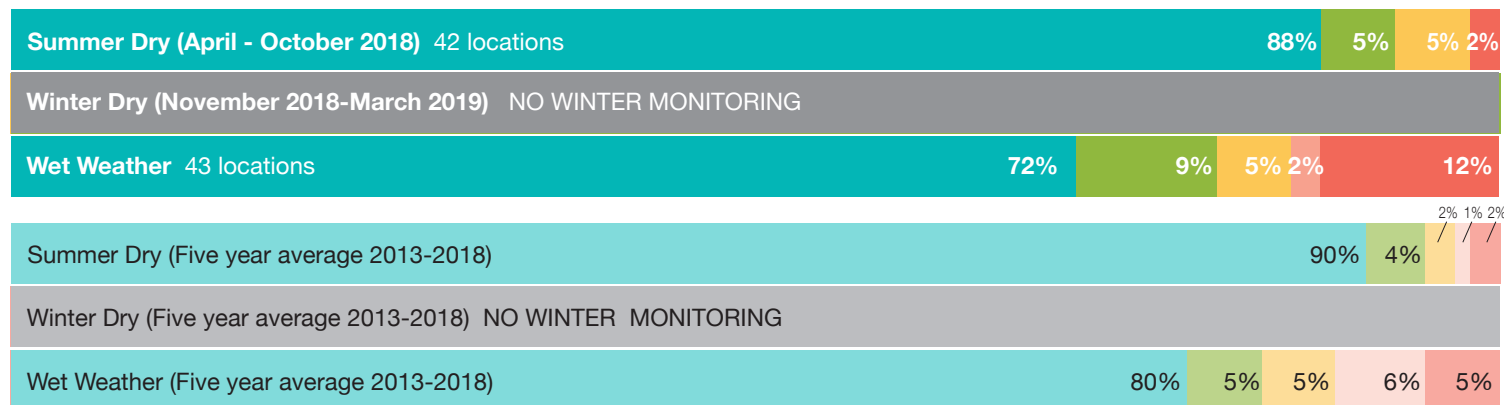 Summer Dry (April - October 2018) 42 locations 88% 5% 5% 2%
Winter Dry (November 2018-March 2019) NO WINTER MONITORING
Wet Weather 43 locations 72% 9% 5% 2% 12%
2% 1% 2%
Summer Dry (Five year average 2013-2018) 90% 4%
Winter Dry (Five year average 2013-2018) NO WINTER MONITORING
Wet Weather (Five year average 2013-2018) 80% 5% 5% 6% 5%